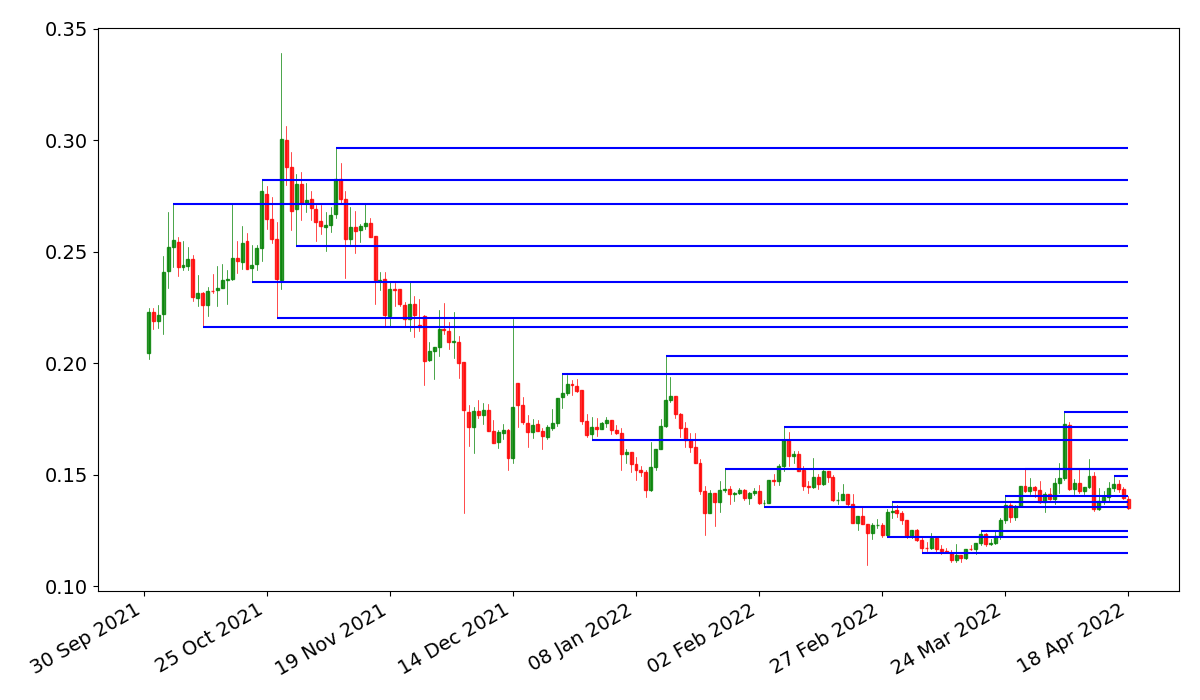 0.35
0.30
0.25
0.20
0.15
0.10
30 Sep 2021
25 Oct 2021
19 Nov 2021
14 Dec 2021
08 Jan 2022
02 Feb 2022
27 Feb 2022
24 Mar 2022
18 Apr 2022